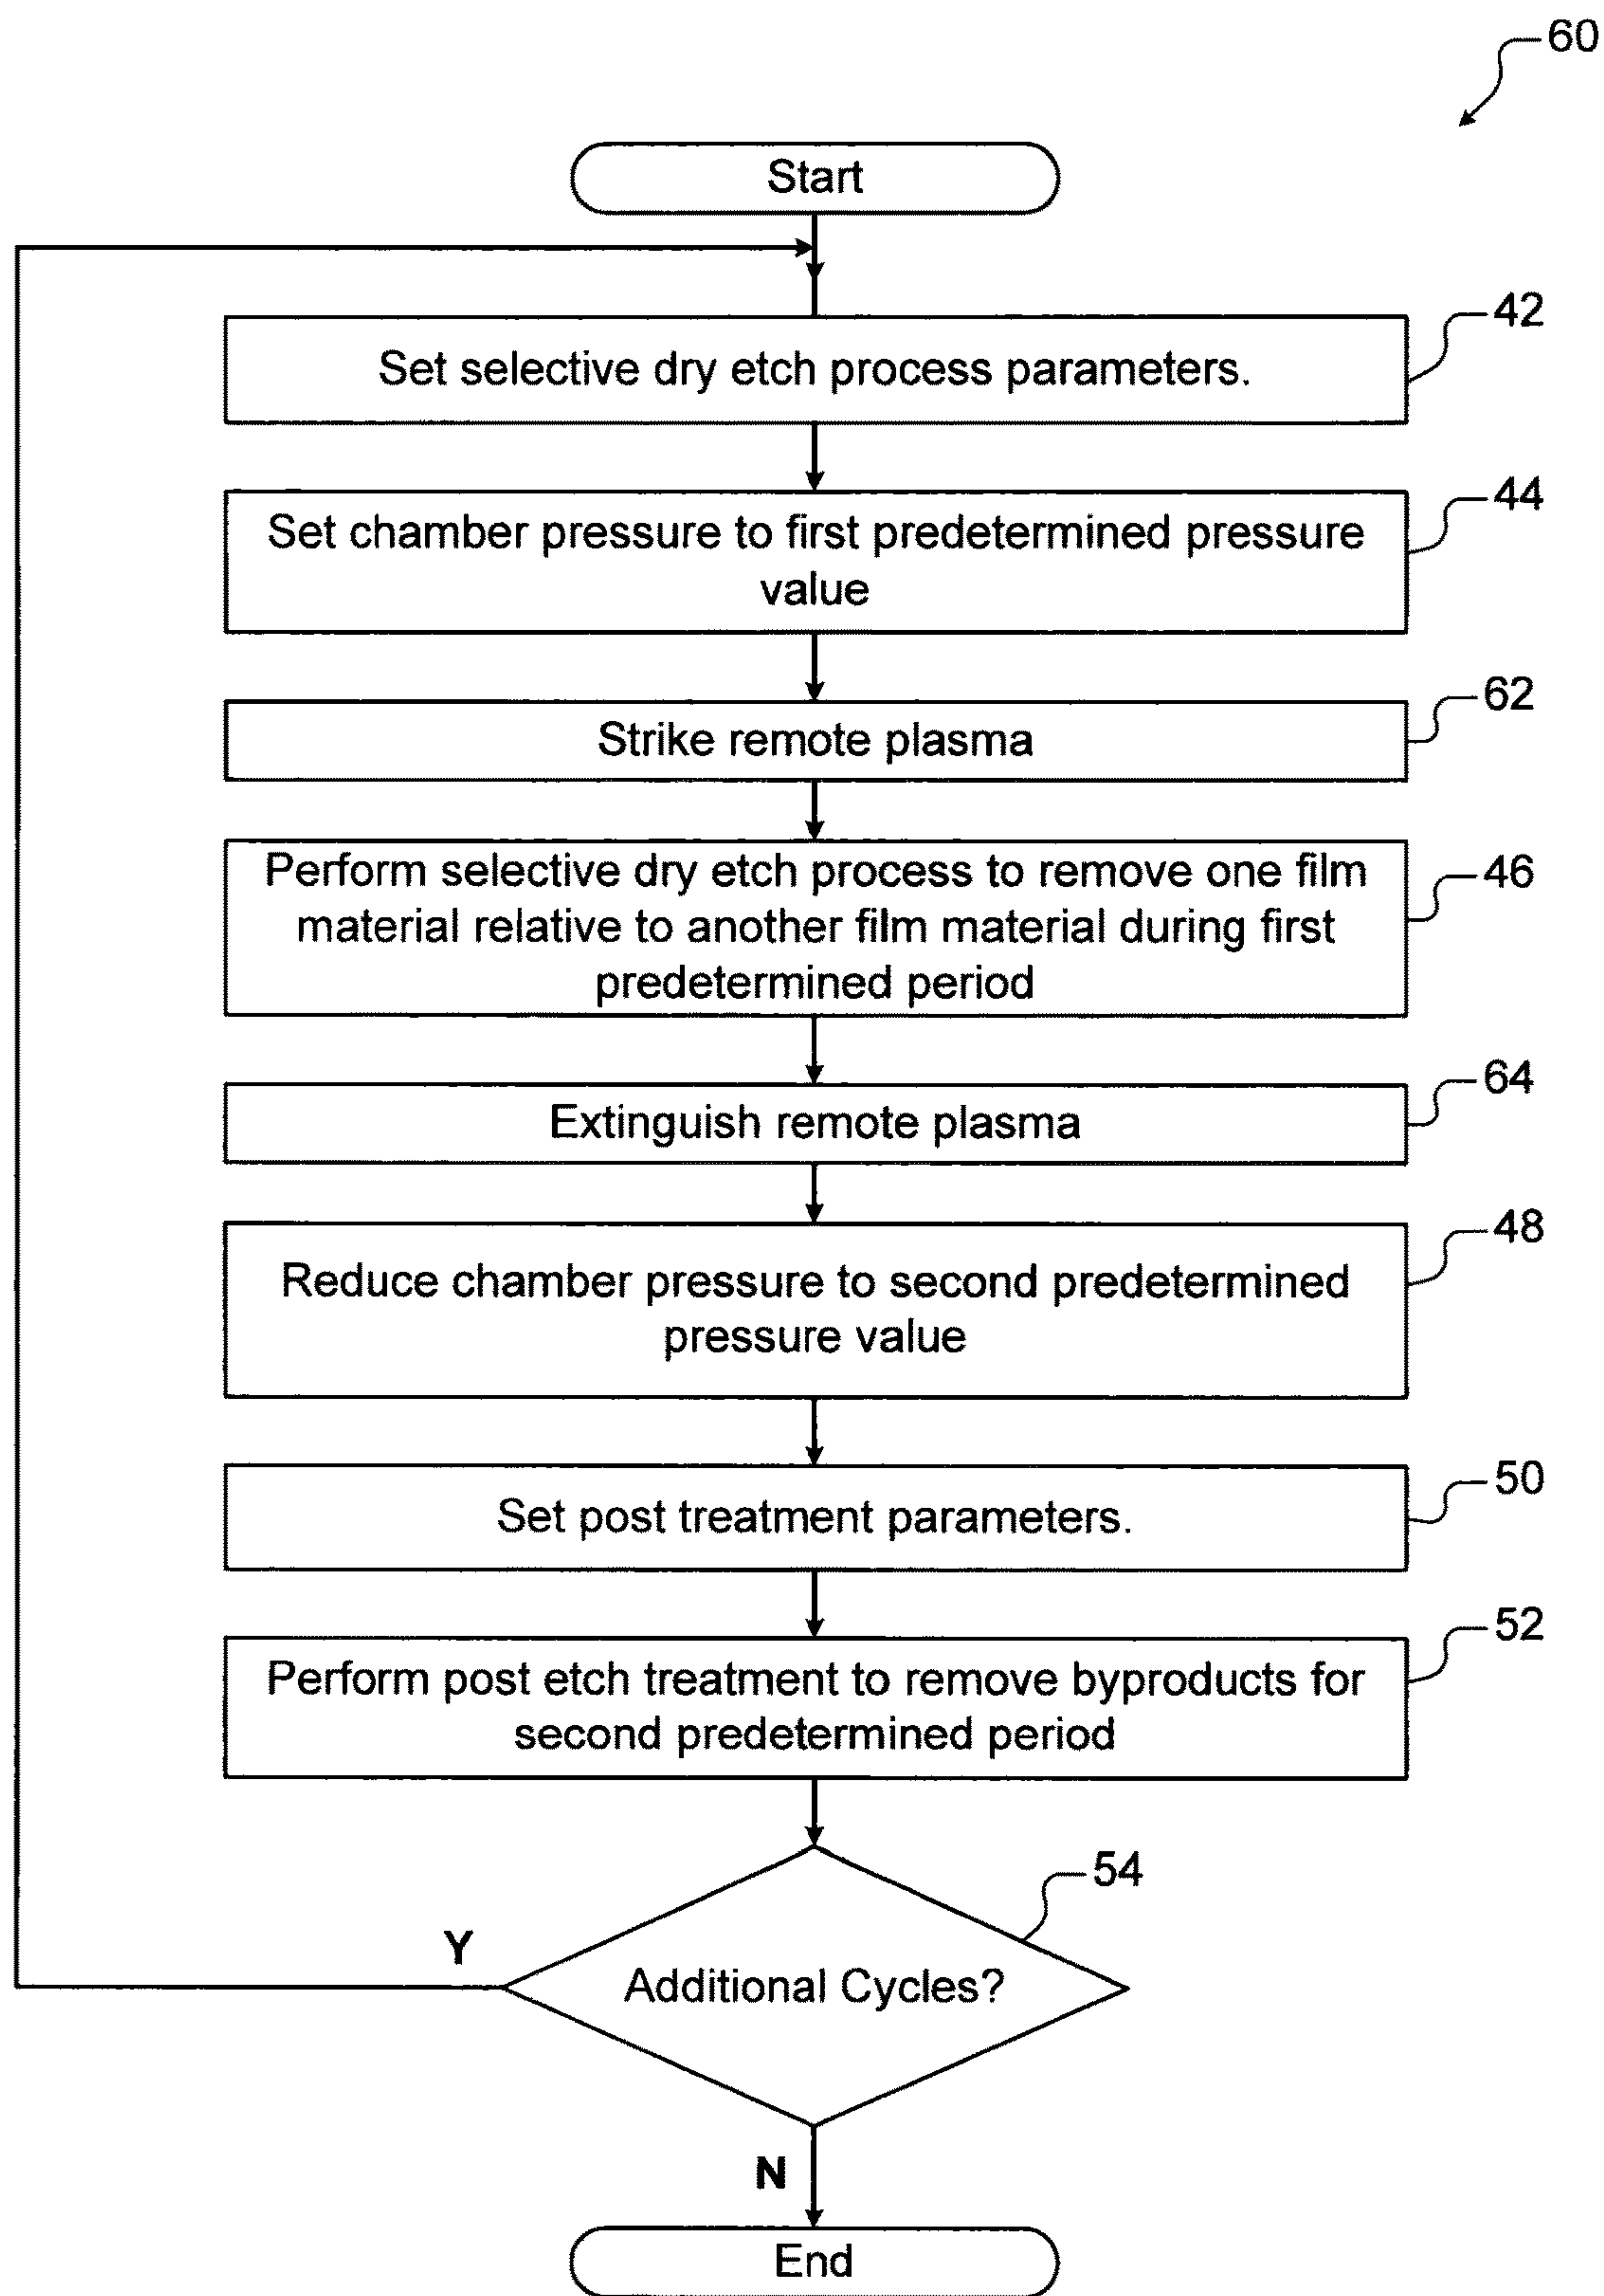 60
Start
42
Set selective dry etch process parameters.
44
Set chamber pressure to first predetermined pressure
value
62
Strike remote plasma
46
Perform selective dry etch process to remove one film
material relative to another film material during first
predetermined period
64
Extinguish remote plasma
48
Reduce chamber pressure to second predetermined
pressure value
50
Set post treatment parameters.
52
Perform post etch treatment to remove byproducts for
second predetermined period
54
Y
Additional Cycles?
N
End